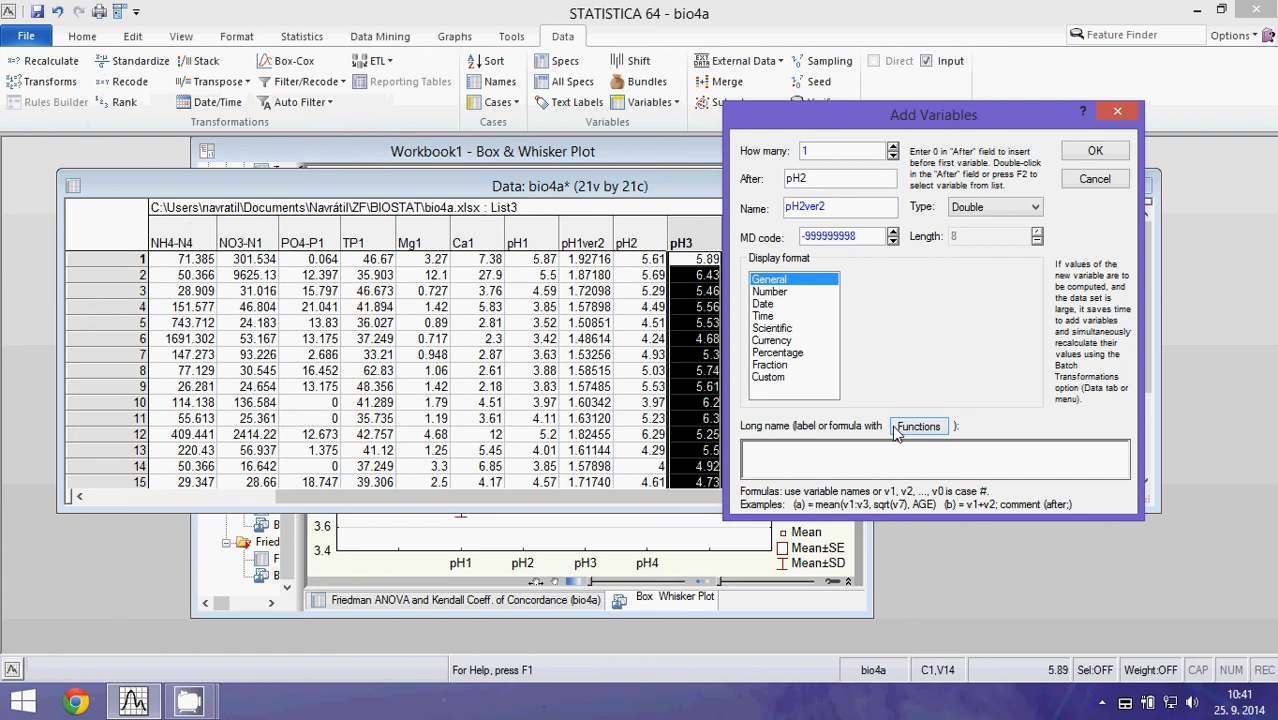 STATISTICA 64 - bio4a
File Home Edit View Format Statistics Data Mining Graphs Tools Data Feature Finder Options
Recalculate Standardize Stack Box-Cox ETL Sort Specs Shift External Data Sampling Direct Input
Transforms Recode Transpose Filter/Recode Reporting Tables Names All Specs Bundles Merge Seed
Rules Builder Rank Date/Time Auto Filter Cases Text Labels Variables
Transformations Cases Variables
Workbook1 - Box & Whisker Plot
Data: bio4a* (21v by 21c)
C:\Users\navratil\Documents\Navrátil\ZF\BIOSTAT\bio4a.xlsx : List3
NH4-N4 NO3-N1 PO4-P1 TP1 Mg1 Ca1 pH1 pH1ver2 pH2 pH3
1 71.385 301.534 0.064 46.67 3.27 7.38 5.87 1.92716 5.61 5.89
2 50.366 9625.13 12.397 35.903 12.1 27.9 5.5 1.87180 5.69 6.43
3 28.909 31.016 15.797 46.673 0.727 3.76 4.59 1.72098 5.29 5.46
4 151.577 46.804 21.041 41.894 1.42 5.83 3.85 1.57898 4.49 5.56
5 743.712 24.183 13.83 36.027 0.89 2.81 3.52 1.50851 4.51 5.53
6 1691.302 53.167 13.175 37.249 0.717 2.3 3.42 1.48614 4.24 4.68
7 147.273 93.226 2.686 33.21 0.948 2.87 3.63 1.53256 4.93 5.3
8 77.129 30.545 16.452 62.83 1.06 2.71 3.88 1.58515 5.03 5.74
9 26.281 24.654 13.175 48.356 1.42 2.18 3.83 1.57485 5.53 5.61
10 114.138 136.584 0 41.289 1.79 4.51 3.97 1.60342 3.97 6.2
11 55.613 25.361 0 35.735 1.19 3.61 4.11 1.63120 5.23 6.3
12 409.441 2414.22 12.673 42.757 4.68 12 5.2 1.82455 6.29 5.25
13 220.43 56.937 1.375 41.12 1.25 5.45 4.01 1.61144 4.29 5.5
14 50.366 16.642 0 37.249 3.3 6.85 3.85 1.57898 4 4.92
15 29.347 28.66 18.747 39.306 2.5 4.17 4.57 1.71740 4.61 4.73
Add Variables
How many: 1
Enter 0 in "After" field to insert
before first variable. Double-click
in the "After" field or press F2 to
select variable from list.
OK
After: pH2
Cancel
Name: pH2ver2 Type: Double
MD code: -999999998 Length: 8
Display format
General
Number
Date
Time
Scientific
Currency
Percentage
Fraction
Custom
If values of the
new variable are to
be computed, and
the data set is
large, it saves time
to add variables
and simultaneously
recalculate their
values using the
Batch
Transformations
option (Data tab or
menu).
Long name (label or formula with Functions ):
Formulas: use variable names or v1, v2, ..., v0 is case #.
Examples: (a) = mean(v1:v3, sqrt(v7), AGE) (b) = v1+v2; comment (after;)
Fried
3.6
3.4
pH1 pH2 pH3 pH4
Mean
Mean±SE
Mean±SD
Friedman ANOVA and Kendall Coeff. of Concordance (bio4a) Box Whisker Plot
For Help, press F1 bio4a C1,V14 5.89 Sel:OFF Weight:OFF CAP NUM REC
10:41
25. 9. 2014